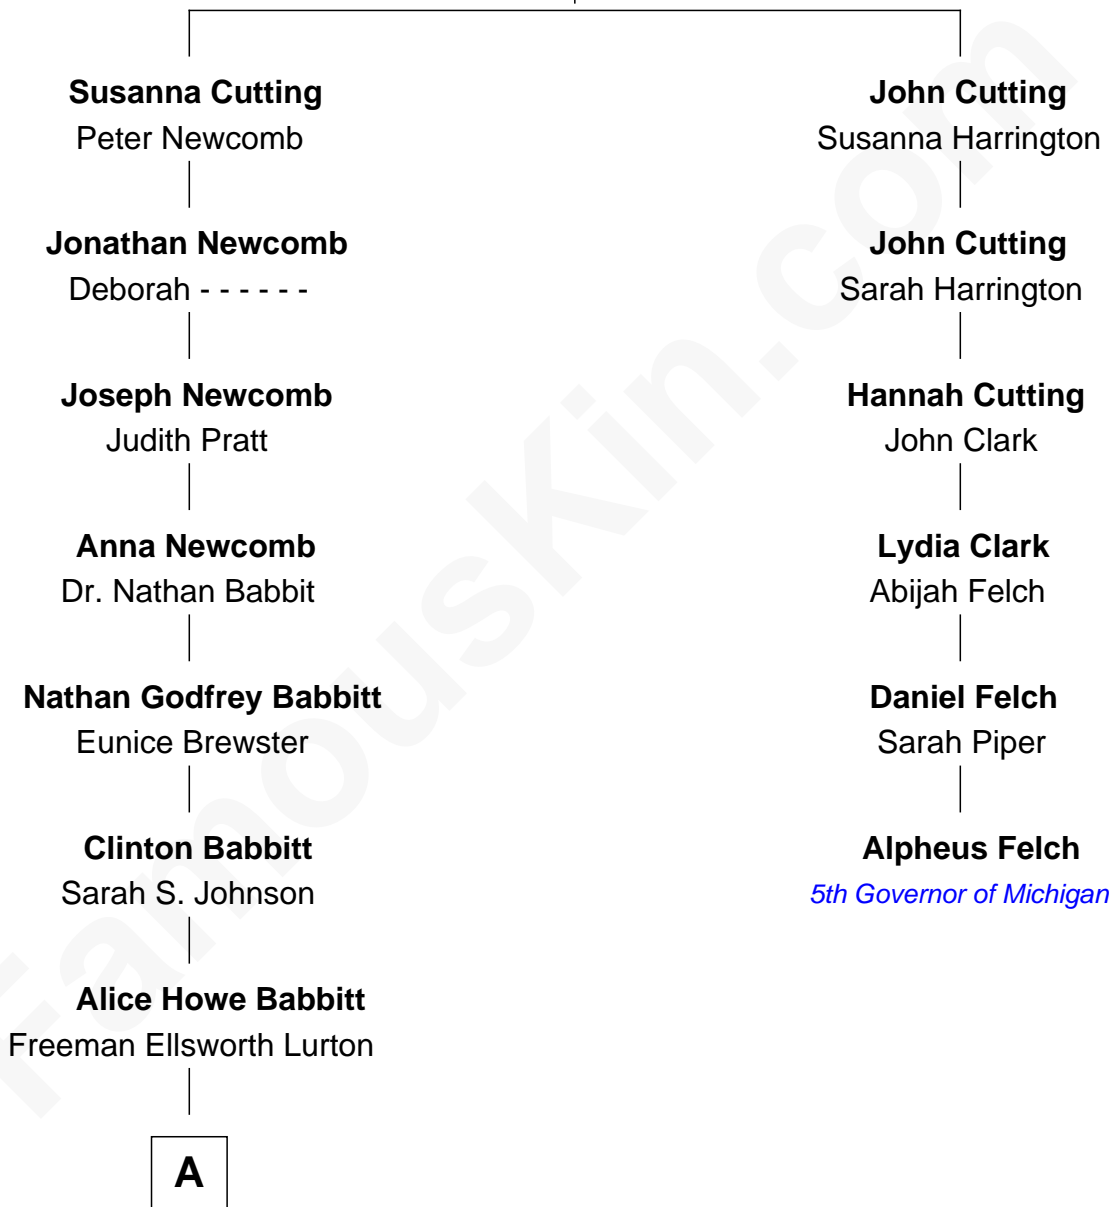 Susanna Cutting
Peter Newcomb
Jonathan Newcomb
Deborah - - - - - -
Joseph Newcomb
Judith Pratt
Anna Newcomb
Dr. Nathan Babbit
Nathan Godfrey Babbitt
Eunice Brewster
Clinton Babbitt
Sarah S. Johnson
Alice Howe Babbitt
Freeman Ellsworth Lurton
A
John Cutting
Susanna Harrington
John Cutting
Sarah Harrington
Hannah Cutting
John Clark
Lydia Clark
Abijah Felch
Daniel Felch
Sarah Piper
Alpheus Felch
5th Governor of Michigan
FamousKin.com